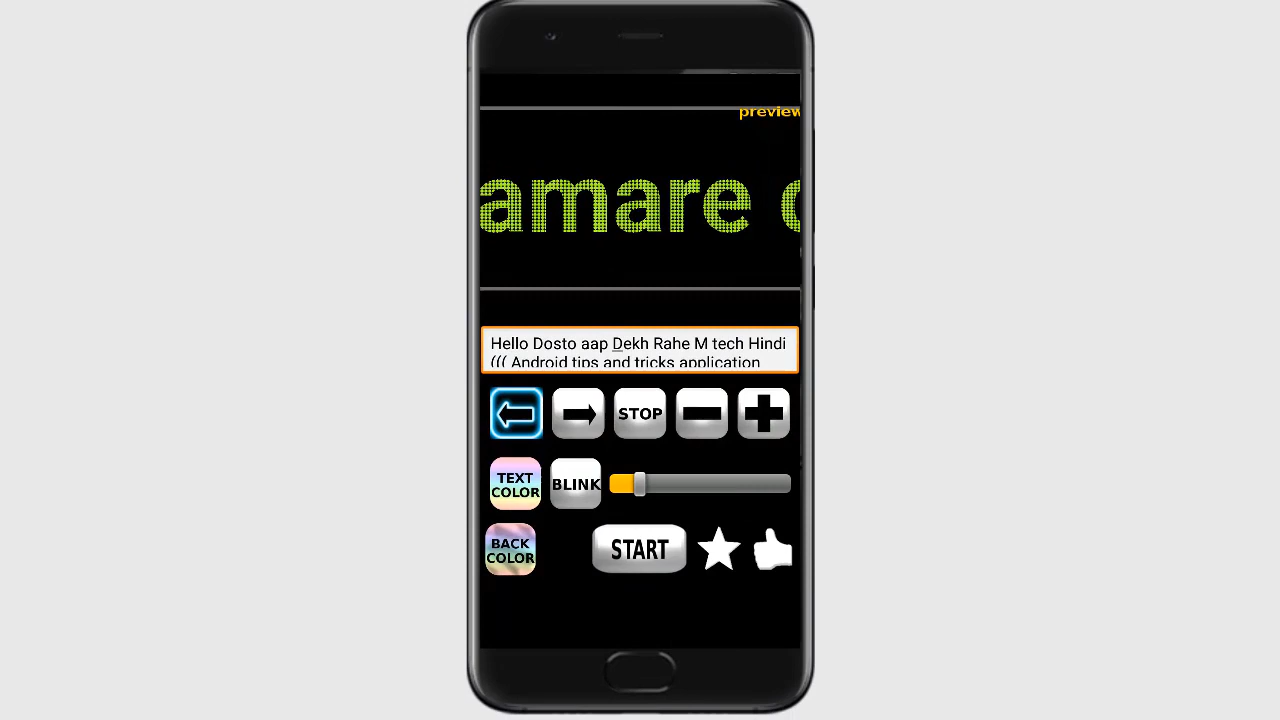 preview
amare
Hello Dosto aap Dekh Rahe M tech Hindi
((( Android tips and tricks application
STOP
TEXT
COLOR
BLINK
BACK
COLOR
START